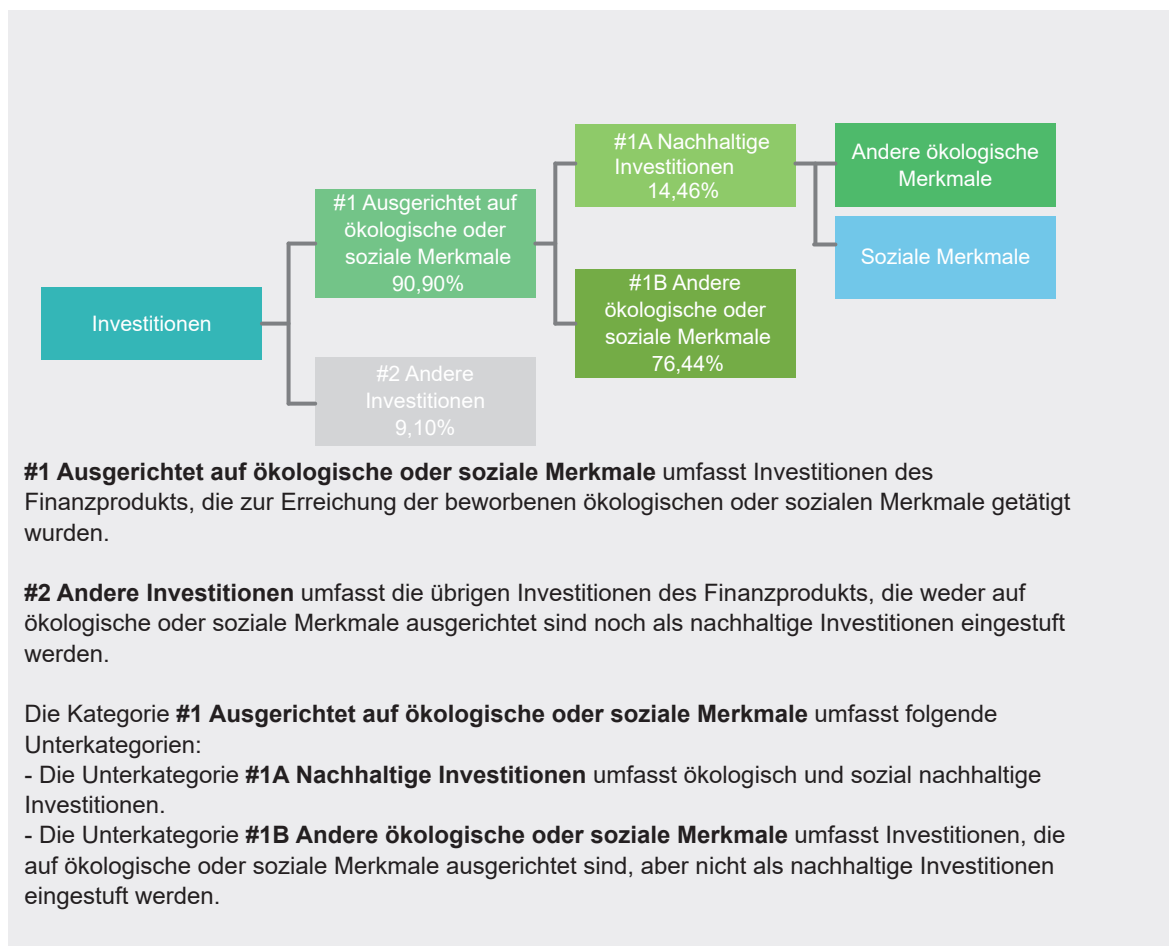 #1A Nachhaltige
Investitionen
14,46%
Andere ökologische
Merkmale
#1 Ausgerichtet auf
ökologische oder
soziale Merkmale
90,90%
Soziale Merkmale
#1B Andere
ökologische oder
soziale Merkmale
76,44%
Investitionen
#2 Andere
Investitionen
9,10%
#1 Ausgerichtet auf ökologische oder soziale Merkmale umfasst Investitionen des
Finanzprodukts, die zur Erreichung der beworbenen ökologischen oder sozialen Merkmale getätigt
wurden.
#2 Andere Investitionen umfasst die übrigen Investitionen des Finanzprodukts, die weder auf
ökologische oder soziale Merkmale ausgerichtet sind noch als nachhaltige Investitionen eingestuft
werden.
Die Kategorie #1 Ausgerichtet auf ökologische oder soziale Merkmale umfasst folgende
Unterkategorien:
- Die Unterkategorie #1A Nachhaltige Investitionen umfasst ökologisch und sozial nachhaltige
Investitionen.
- Die Unterkategorie #1B Andere ökologische oder soziale Merkmale umfasst Investitionen, die
auf ökologische oder soziale Merkmale ausgerichtet sind, aber nicht als nachhaltige Investitionen
eingestuft werden.